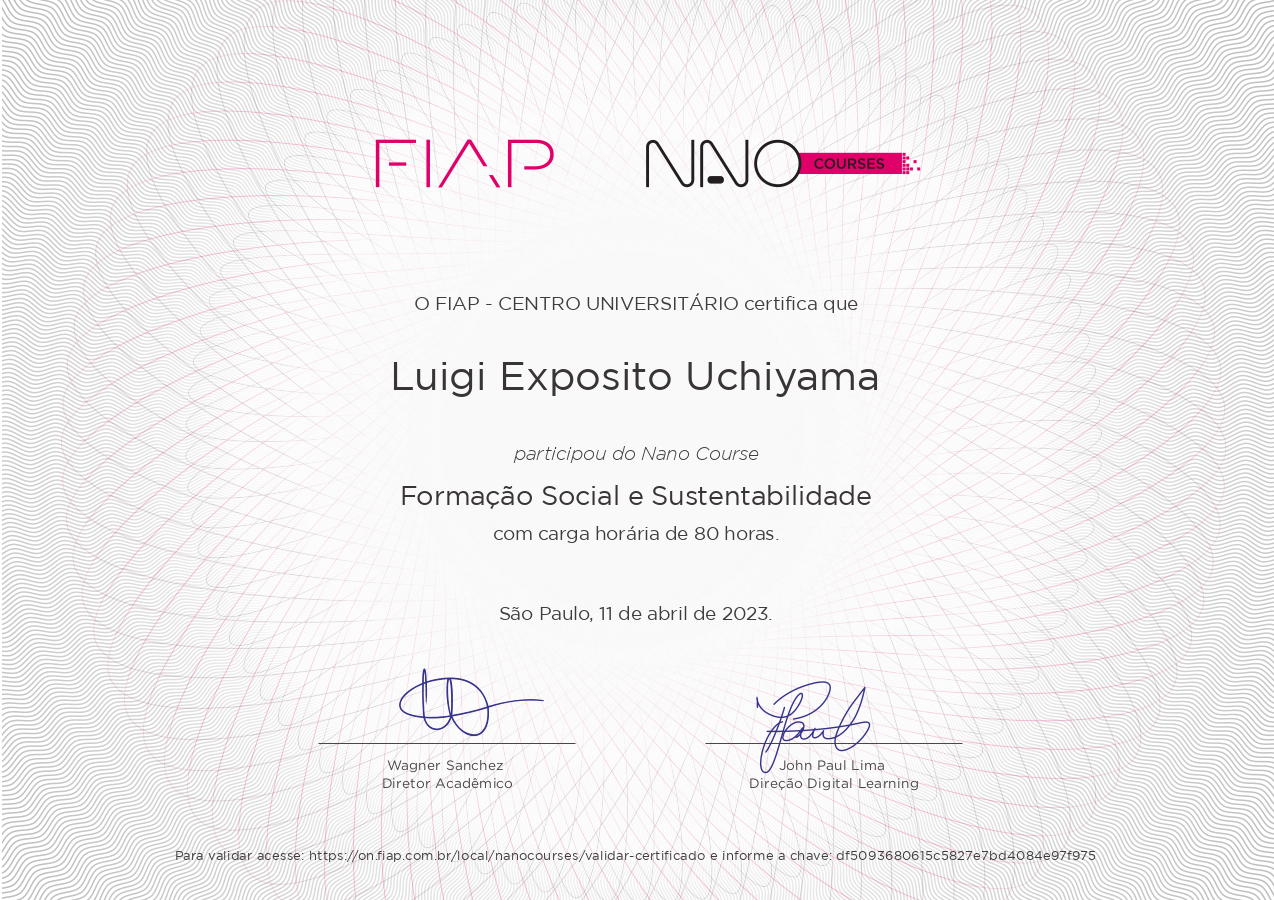 FIAP NANO COURSES
O FIAP - CENTRO UNIVERSITÁRIO certifica que
Luigi Exposito Uchiyama
participou do Nano Course
Formação Social e Sustentabilidade
com carga horária de 80 horas.
São Paulo, 11 de abril de 2023.
Wagner Sanchez
Diretor Acadêmico
John Paul Lima
Direção Digital Learning
Para validar acesse: https://on.fiap.com.br/local/nanocourses/validar-certificado e informe a chave: df5093680615c5827e7bd4084e97f975